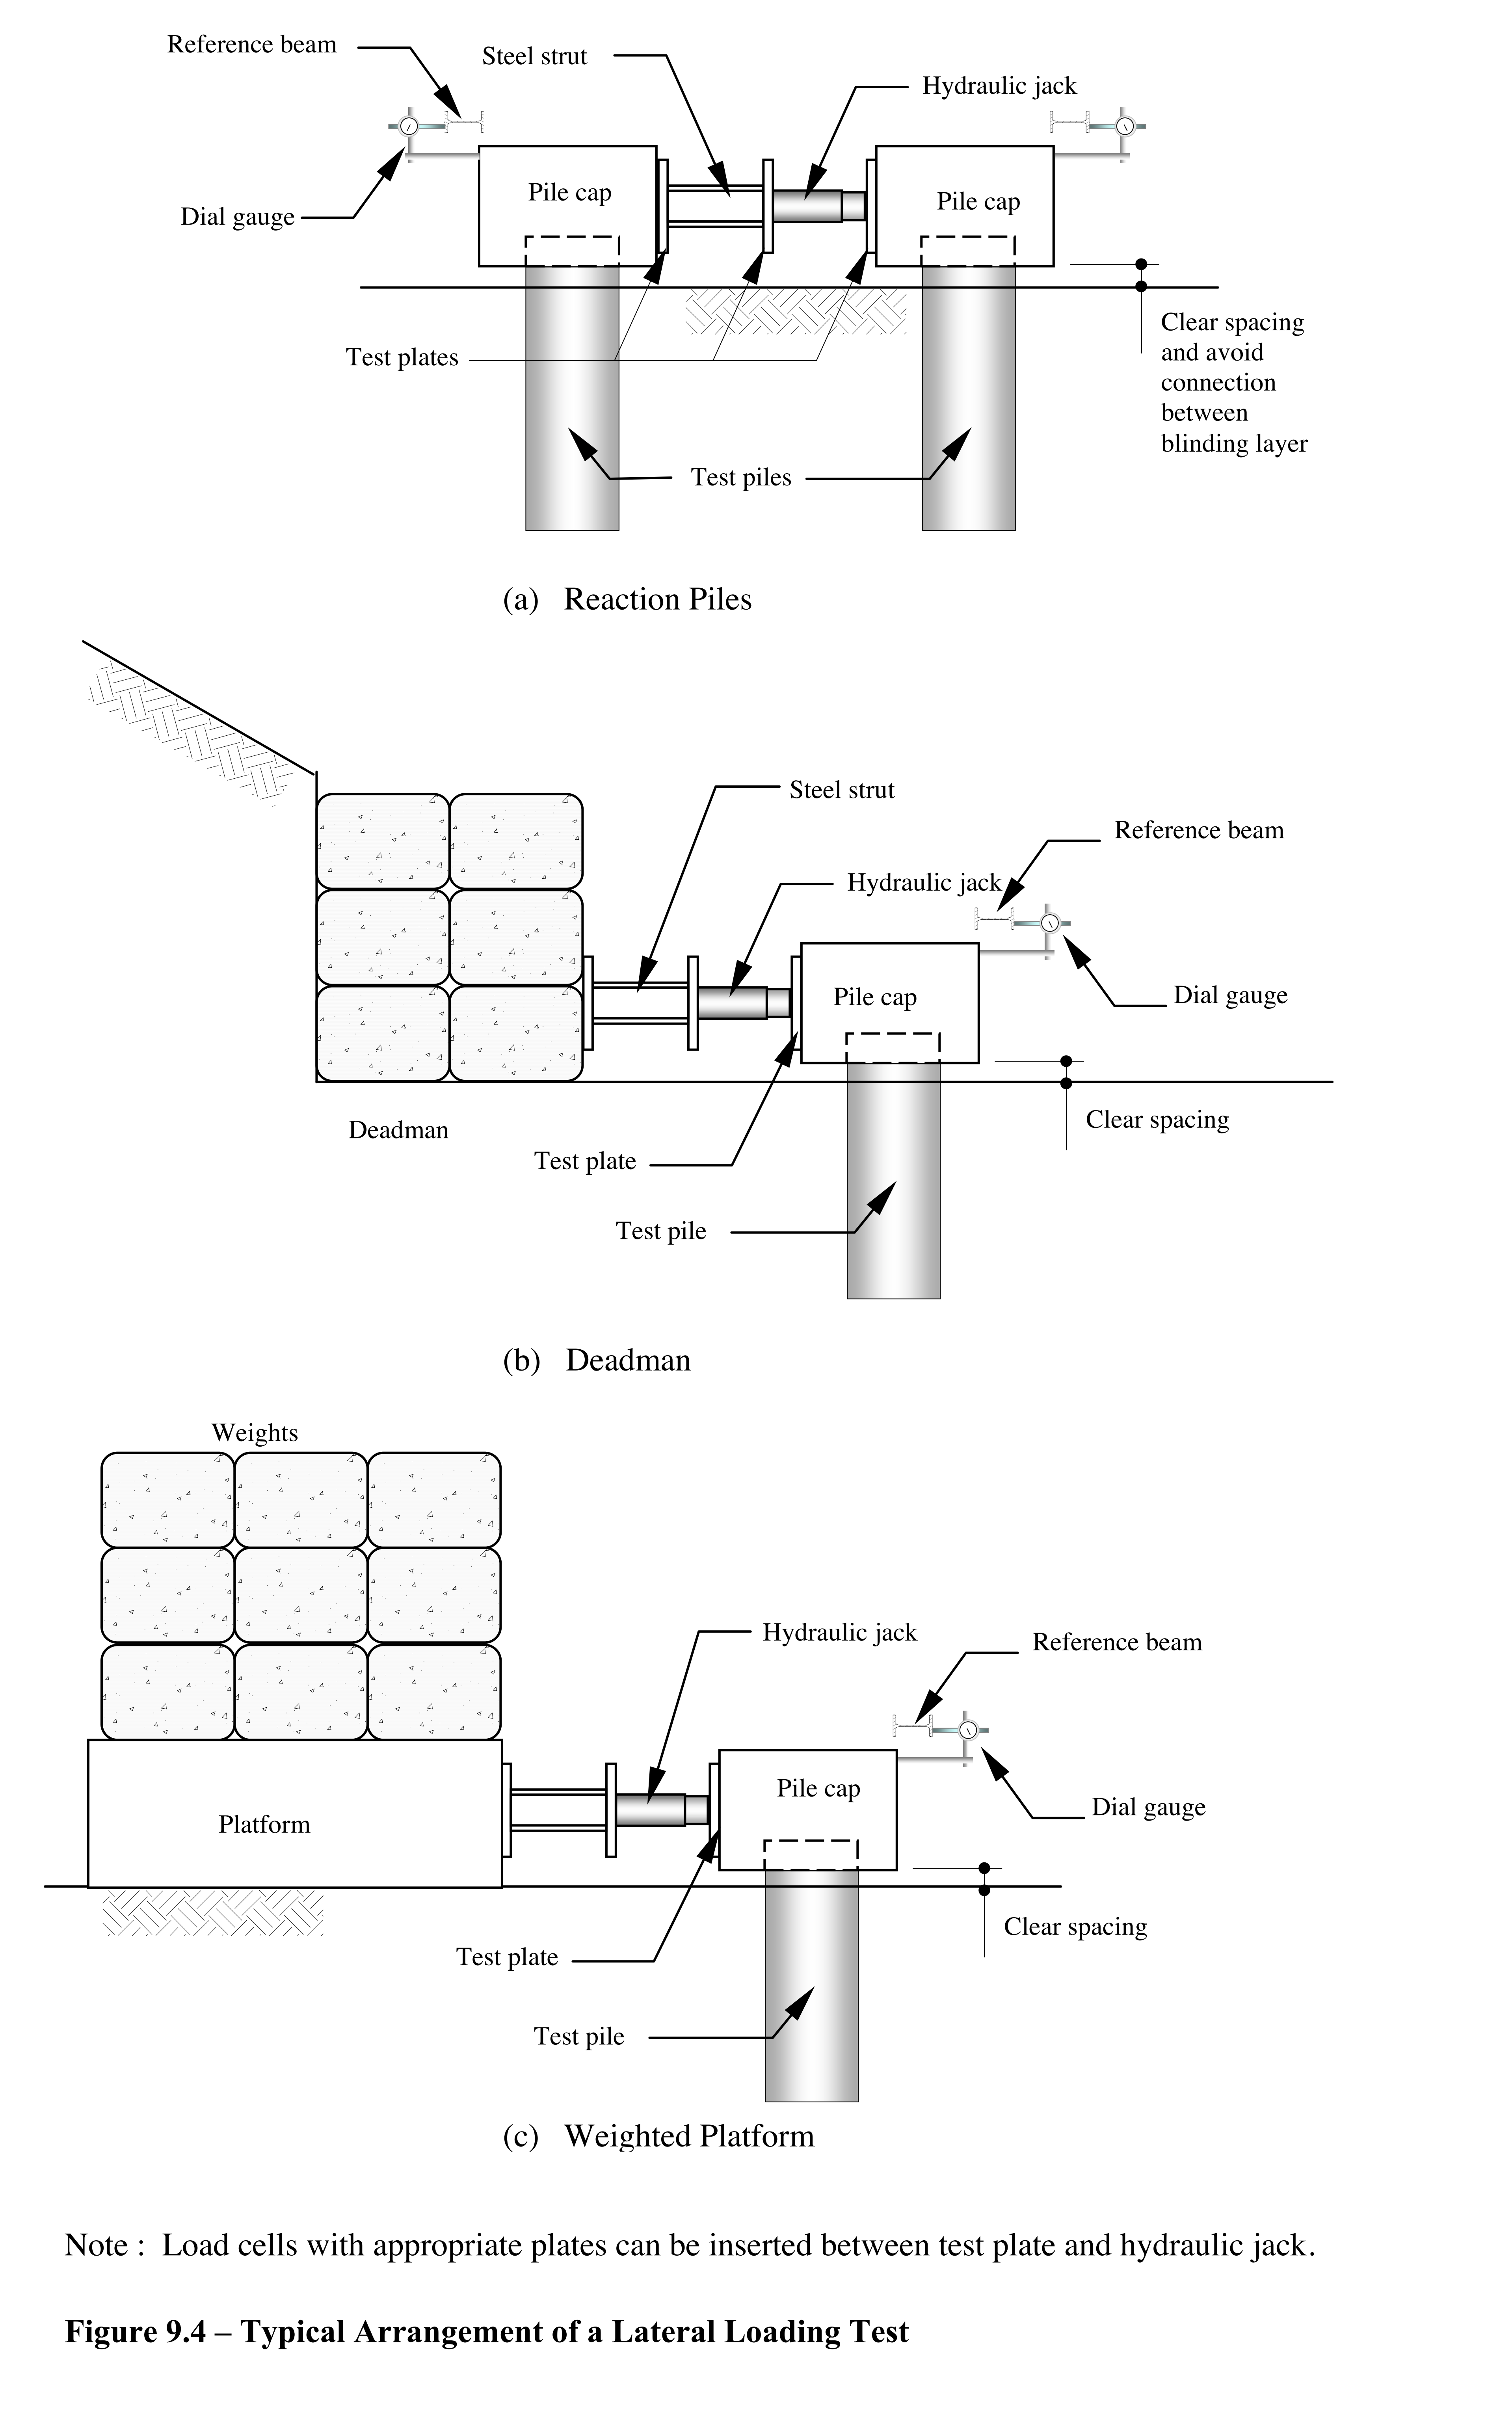 Reference beam
Steel strut
Hydraulic jack
Pile cap
Pile cap
Dial gauge
Clear spacing
and avoid
connection
between
blinding layer
Test plates
Test piles
(a) Reaction Piles
Steel strut
Reference beam
Hydraulic jack
Pile cap
Dial gauge
Clear spacing
Deadman
Test plate
Test pile
(b) Deadman
Weights
Hydraulic jack
Reference beam
Pile cap
Dial gauge
Platform
Clear spacing
Test plate
Test pile
(c) Weighted Platform
Note : Load cells with appropriate plates can be inserted between test plate and hydraulic jack.
Figure 9.4 – Typical Arrangement of a Lateral Loading Test